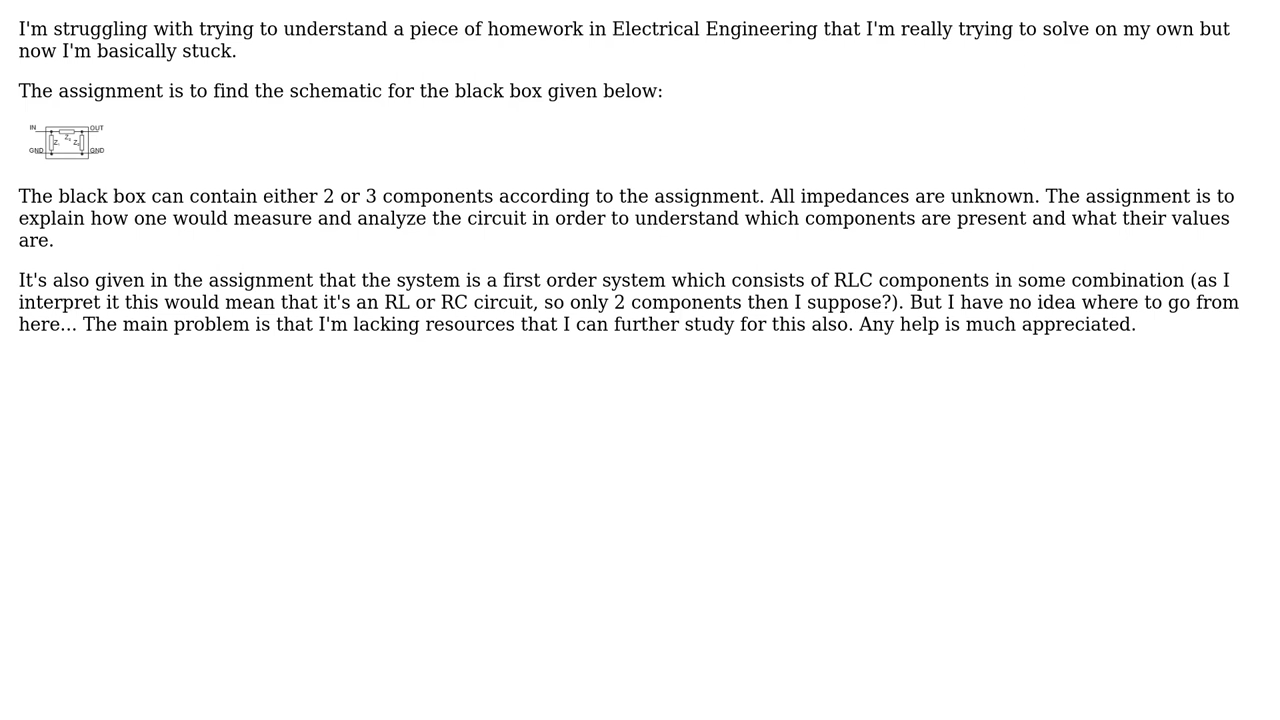 I'm struggling with trying to understand a piece of homework in Electrical Engineering that I'm really trying to solve on my own but
now I'm basically stuck.
The assignment is to find the schematic for the black box given below:
IN OUT
GND GND
The black box can contain either 2 or 3 components according to the assignment. All impedances are unknown. The assignment is to
explain how one would measure and analyze the circuit in order to understand which components are present and what their values
are.
It's also given in the assignment that the system is a first order system which consists of RLC components in some combination (as I
interpret it this would mean that it's an RL or RC circuit, so only 2 components then I suppose?). But I have no idea where to go from
here... The main problem is that I'm lacking resources that I can further study for this also. Any help is much appreciated.